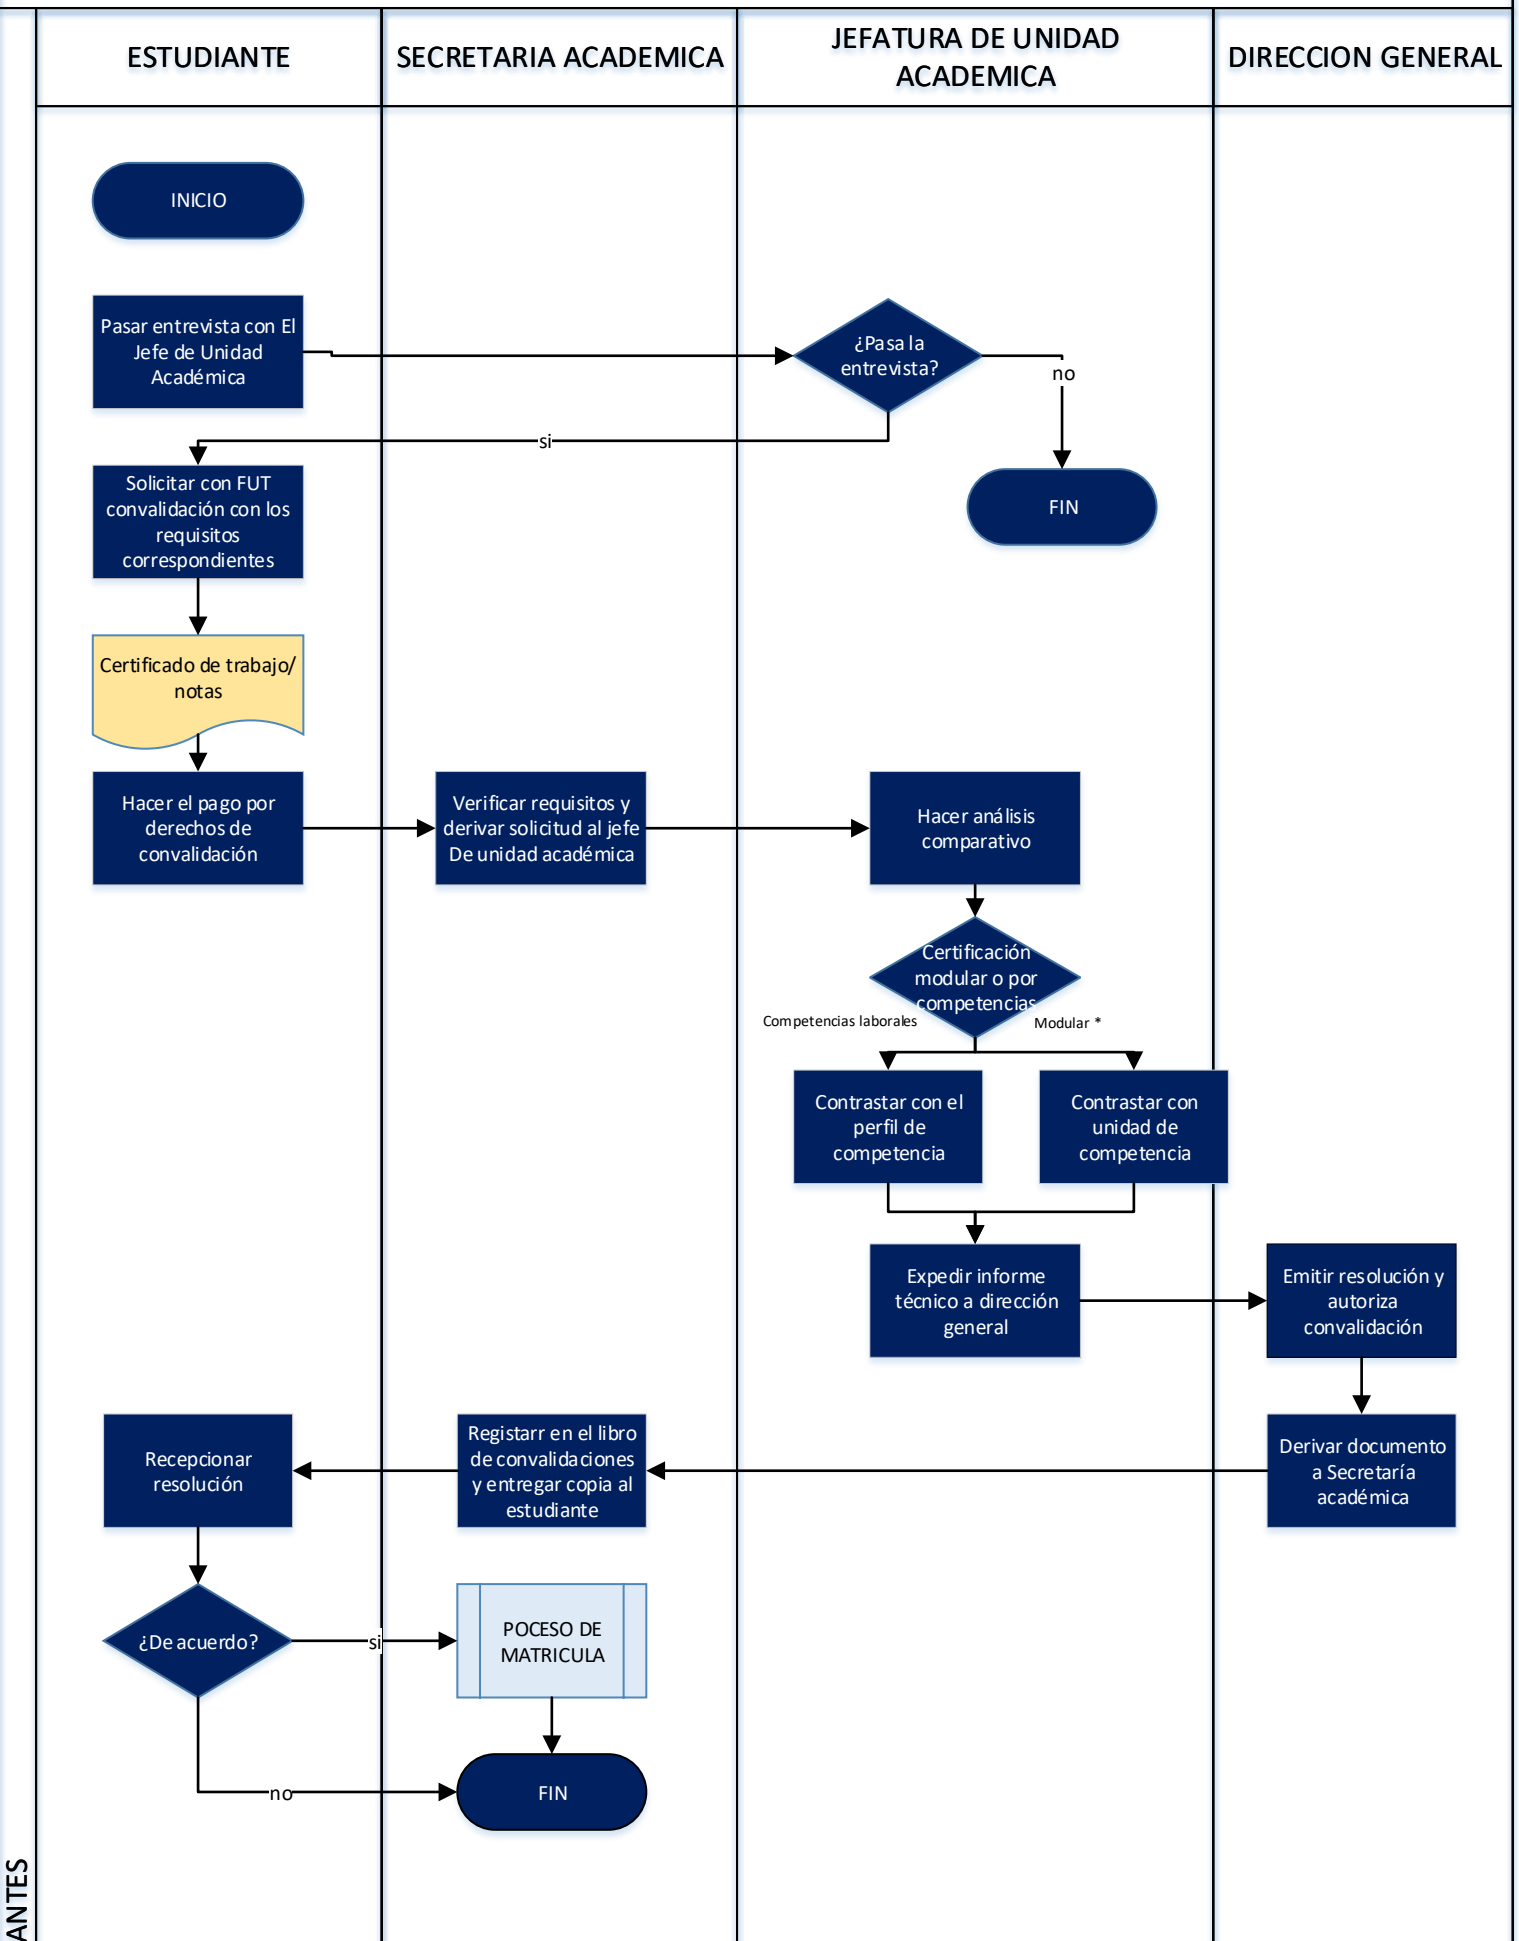 ESTUDIANTE
SECRETARIA ACADEMICA
JEFATURA DE UNIDAD
ACADEMICA
DIRECCION GENERAL
INICIO
Pasar entrevista con El
Jefe de Unidad
Académica
¿Pasa la
entrevista?
no
si
FIN
Solicitar con FUT
convalidación con los
requisitos
correspondientes
Certificado de trabajo/
notas
Hacer el pago por
derechos de
convalidación
Verificar requisitos y
derivar solicitud al jefe
De unidad académica
Hacer análisis
comparativo
Certificación
modular o por
competencias
Competencias laborales
Modular *
Contrastar con el
perfil de
competencia
Contrastar con
unidad de
competencia
Expedir informe
técnico a dirección
general
Emitir resolución y
autoriza
convalidación
Derivar documento
a Secretaría
académica
Registarr en el libro
de convalidaciones
y entregar copia al
estudiante
Recepcionar
resolución
¿De acuerdo?
si
POCESO DE
MATRICULA
no
FIN
ANTES